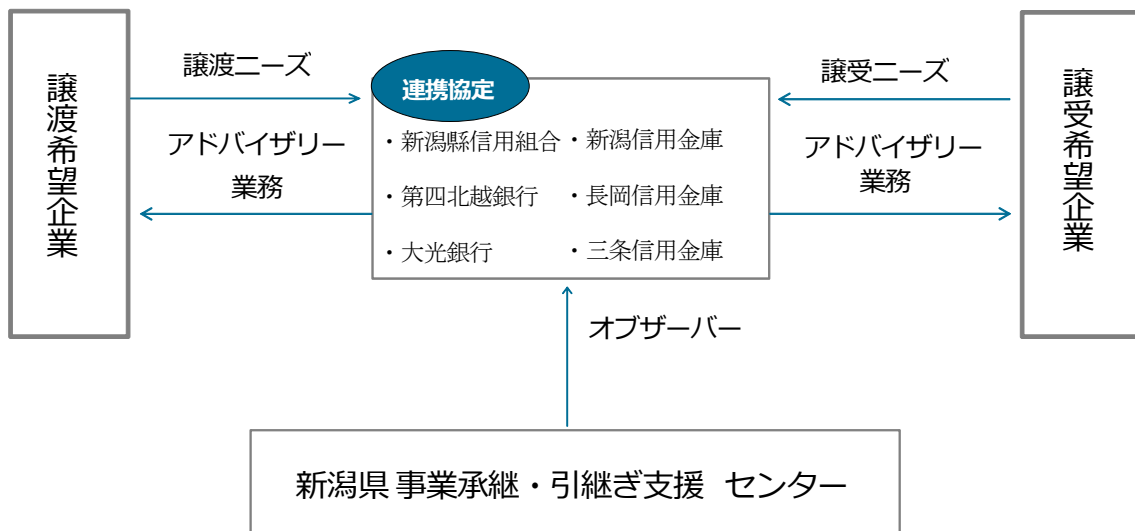 譲渡希望企業
譲渡ニーズ
アドバイザリー
業務
連携協定
・新潟縣信用組合・新潟信用金庫
・第四北越銀行 ・長岡信用金庫
・大光銀行 ・三条信用金庫
譲受ニーズ
アドバイザリー
業務
譲受希望企業
オブザーバー
新潟県 事業承継・引継ぎ支援 センター